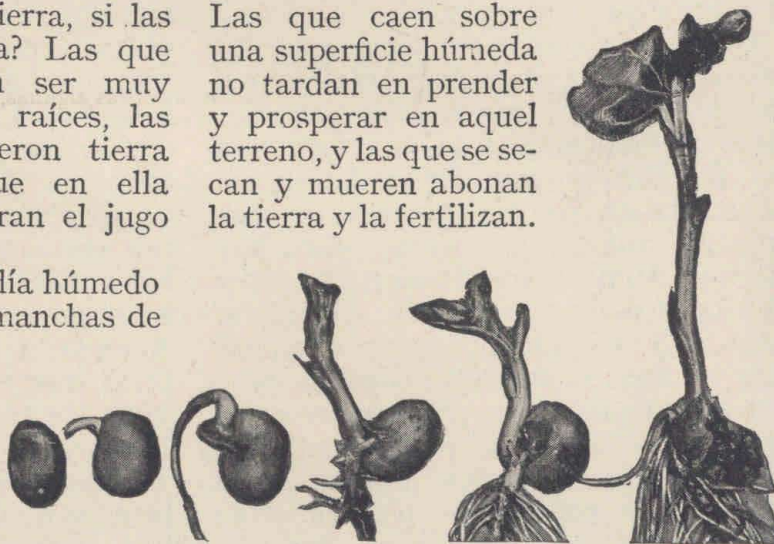 ierra, si las
a? Las que
ser muy
raíces, las
eron tierra
ue en ella
ran el jugo
día húmedo
manchas de
Las que caen sobre
una superficie húmeda
no tardan en prender
y prosperar en aquel
terreno, y las que se se-
can y mueren abonan
la tierra y la fertilizan.